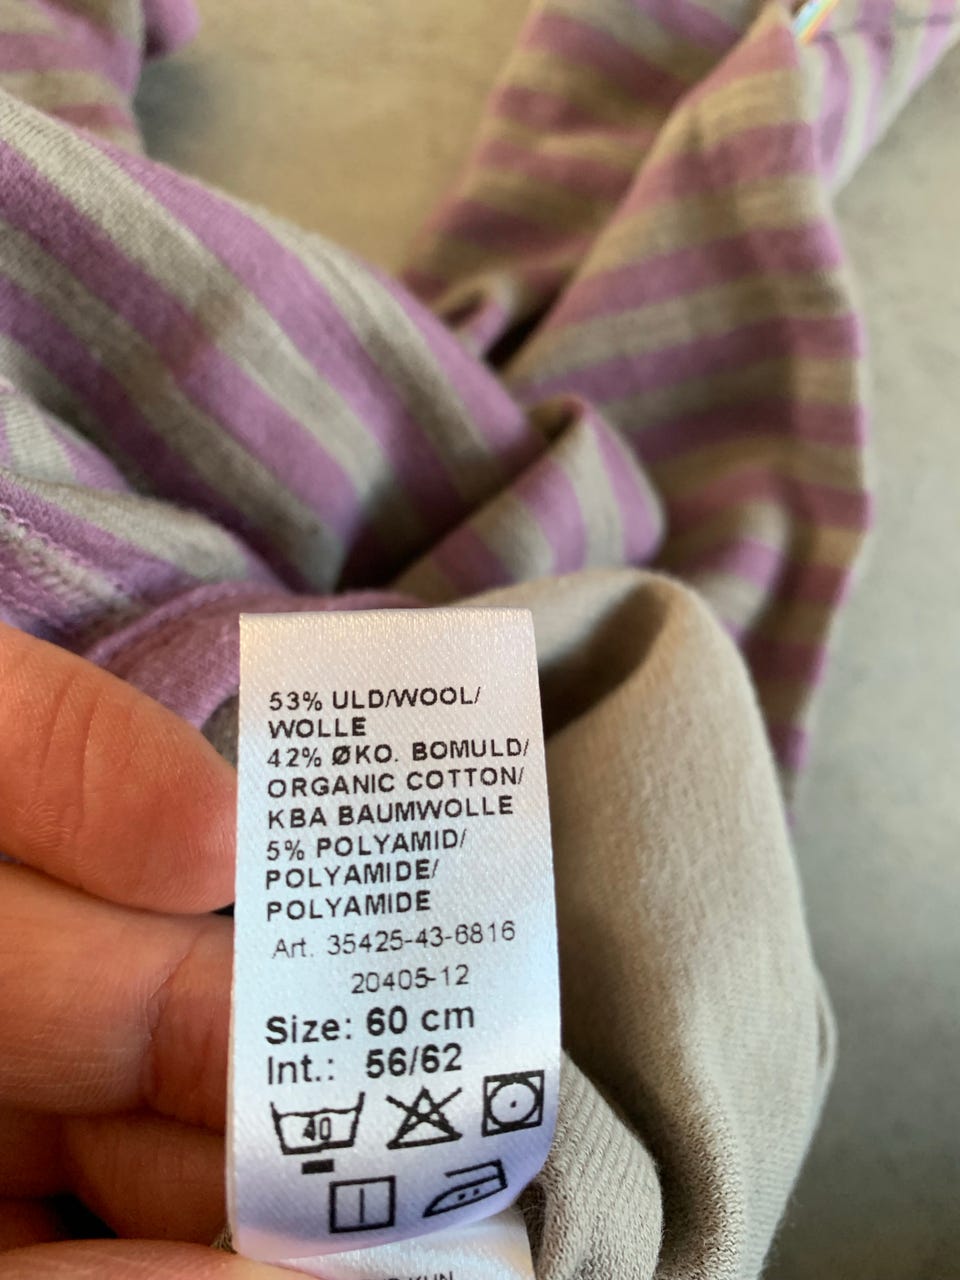 53% ULD/WOOL/
WOLLE
42% ØKO. BOMULD/
ORGANIC COTTON/
KBA BAUMWOLLE
5% POLYAMID/
POLYAMIDE/
POLYAMIDE
Art. 35425-43-6816
20405-12
Size: 60 cm
Int.: 56/62
40